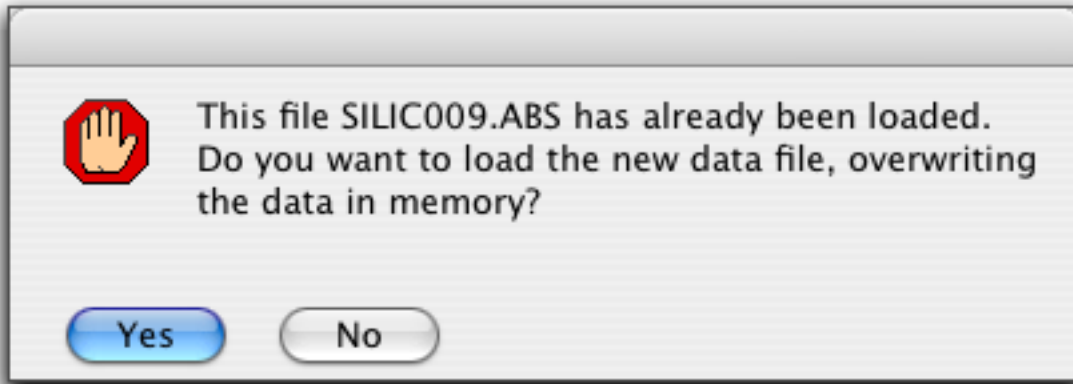 This file SILIC009.ABS has already been loaded.
Do you want to load the new data file, overwriting
the data in memory?
Yes
No